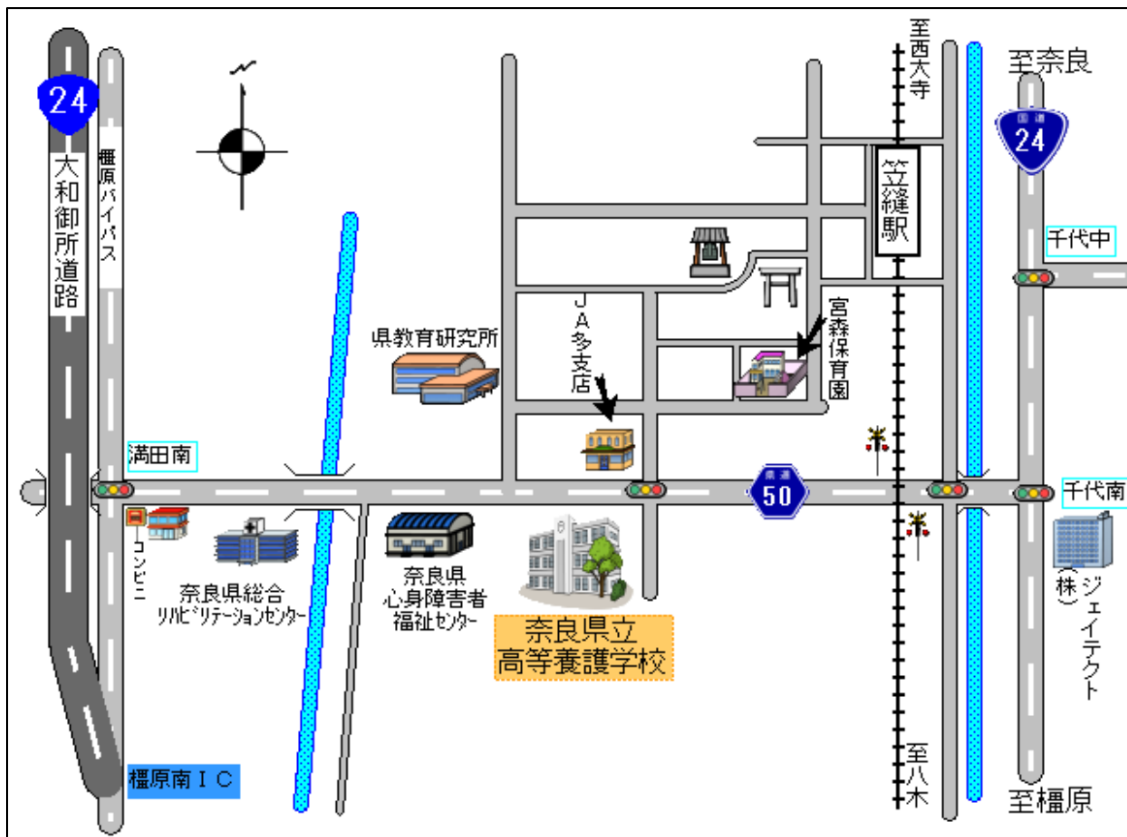 至西大寺
至奈良
24
国道
24
大和御所道路
橿原バイパス
笠縫駅
千代中
県教育研究所
JA多支店
宮森保育園
満田南
県道
50
千代南
コンビニ
奈良県総合
ﾘﾊﾋﾞﾘﾃｰｼｮﾝｾﾝﾀｰ
奈良県
心身障害者
福祉ｾﾝﾀｰ
奈良県立
高等養護学校
(株)ジェイテクト
橿原南IC
至八木
至橿原